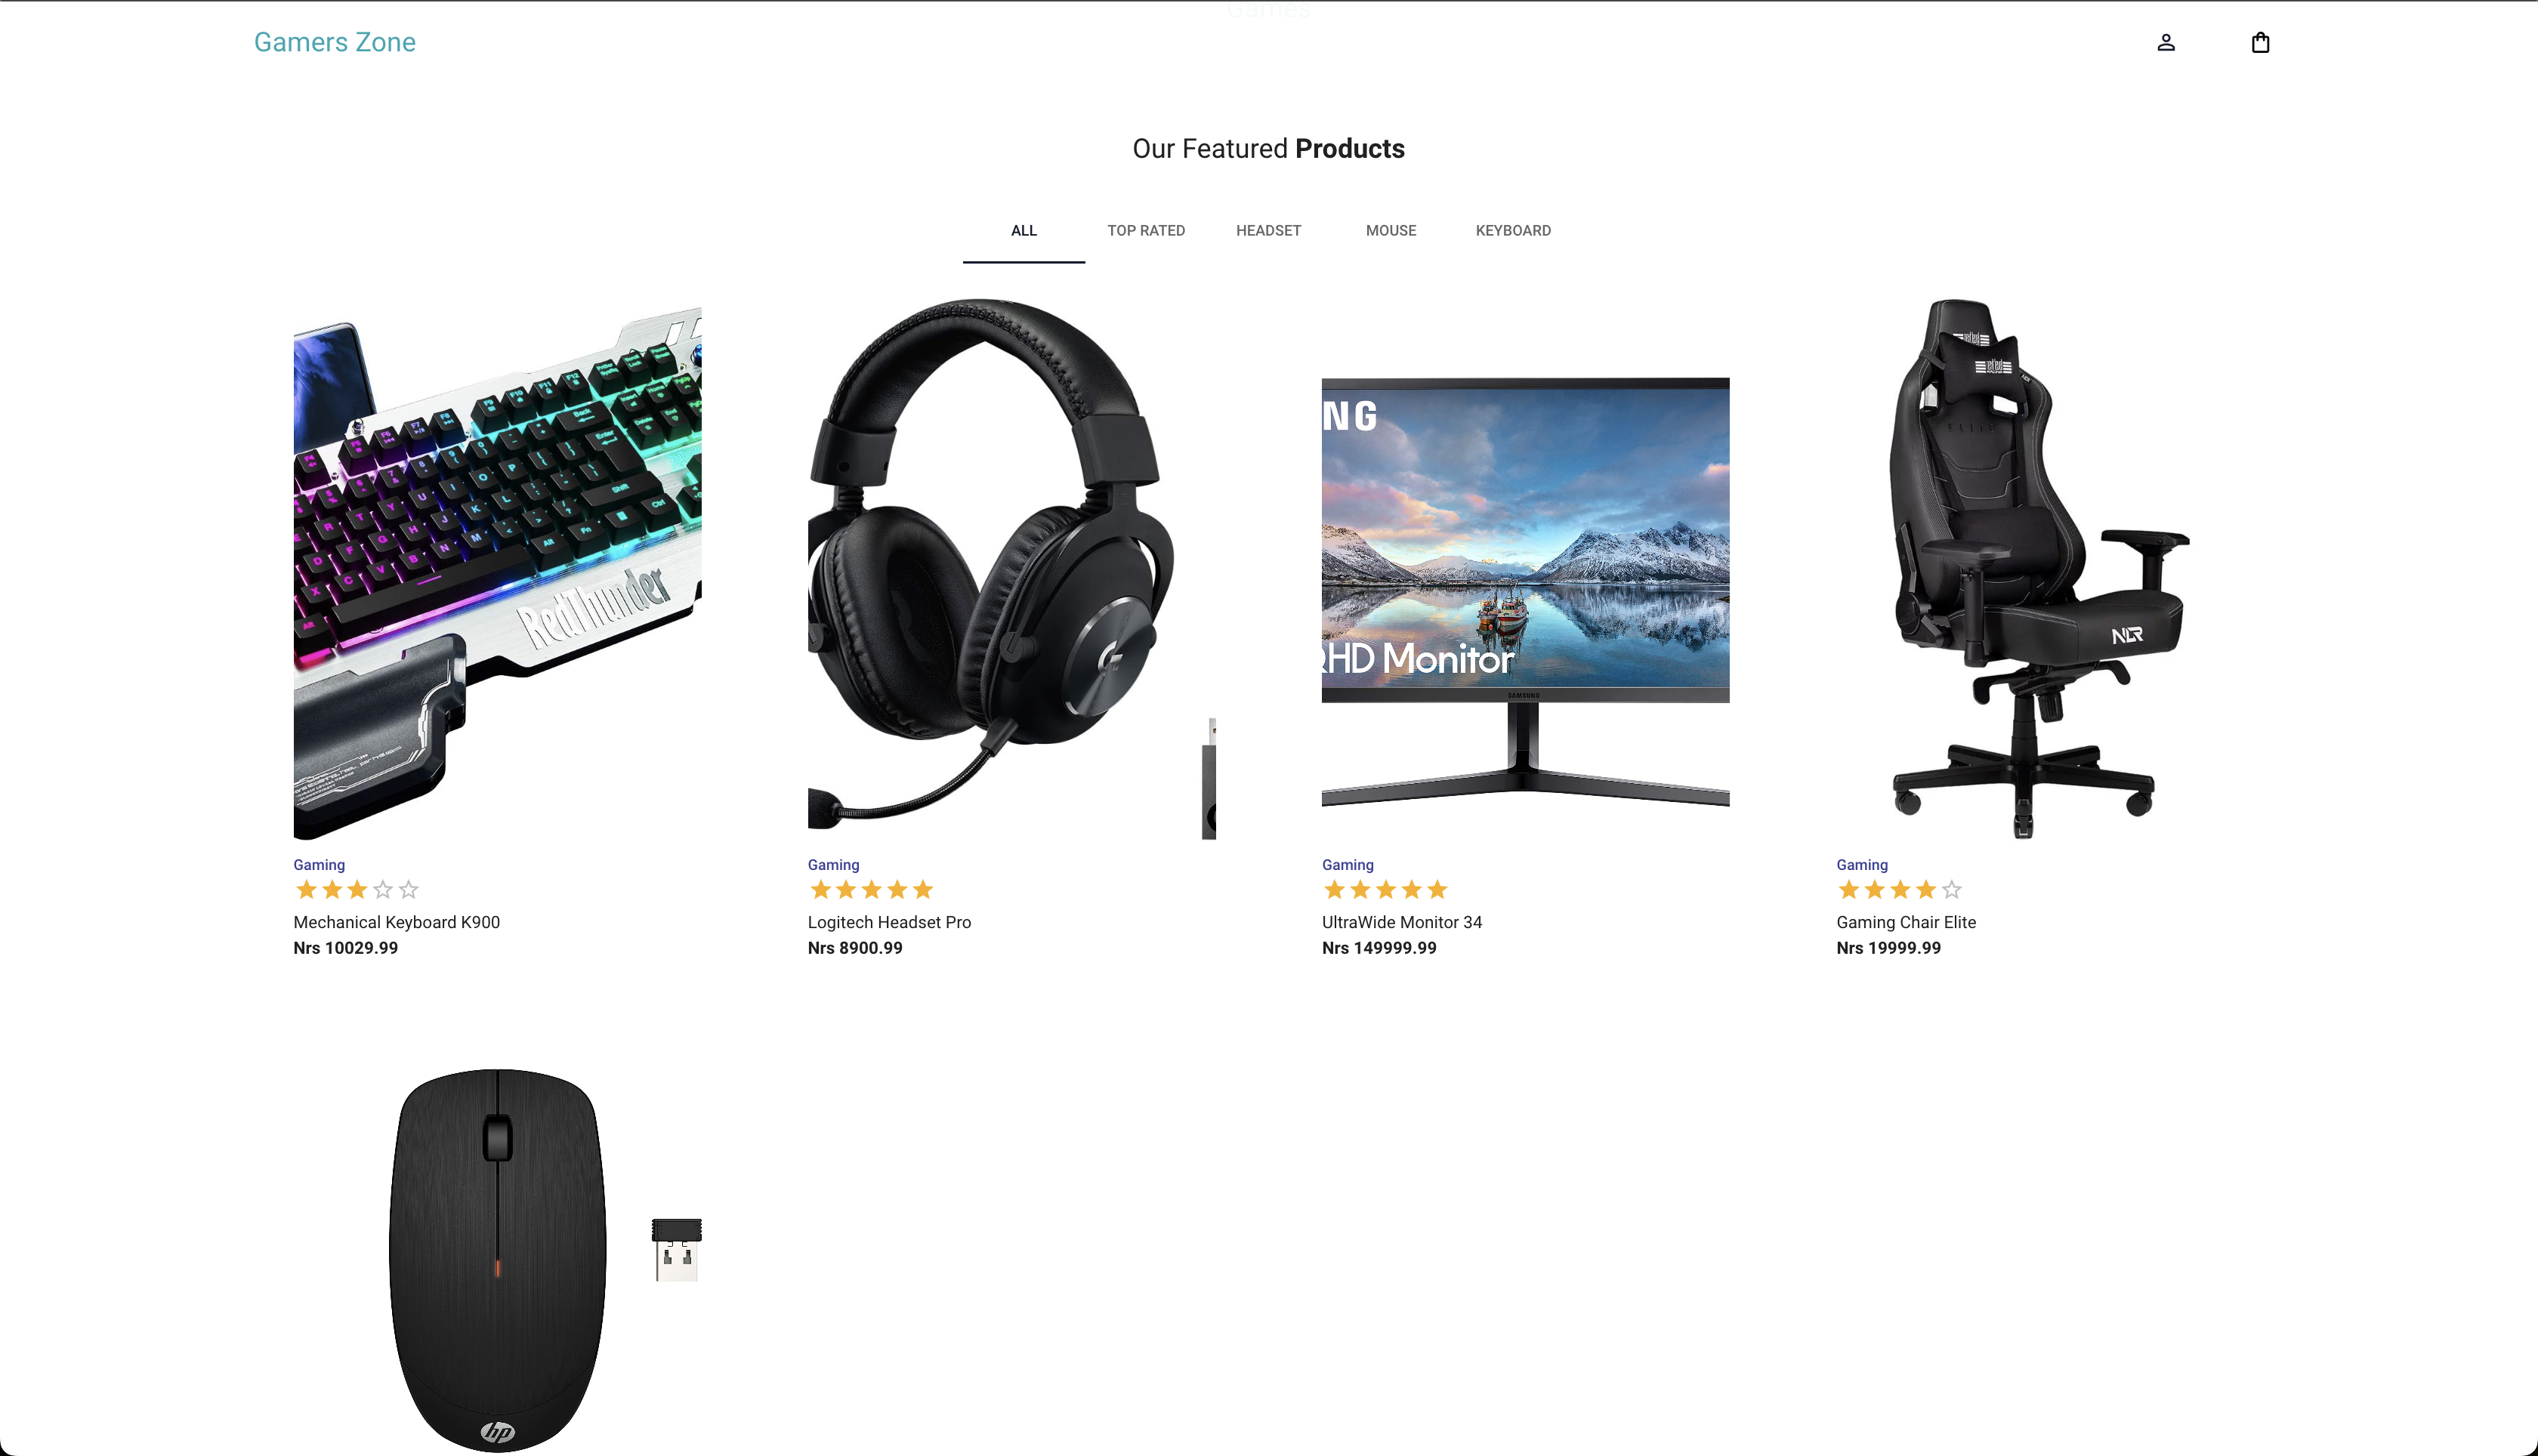 Games
Gamers Zone
Our Featured Products
ALL
TOP RATED
HEADSET
MOUSE
KEYBOARD
RedThunder
NG
HD Monitor
SAMSUNG
ELITE
NLR
Gaming
Mechanical Keyboard K900
Nrs 10029.99
Gaming
Logitech Headset Pro
Nrs 8900.99
Gaming
UltraWide Monitor 34
Nrs 149999.99
Gaming
Gaming Chair Elite
Nrs 19999.99
hp